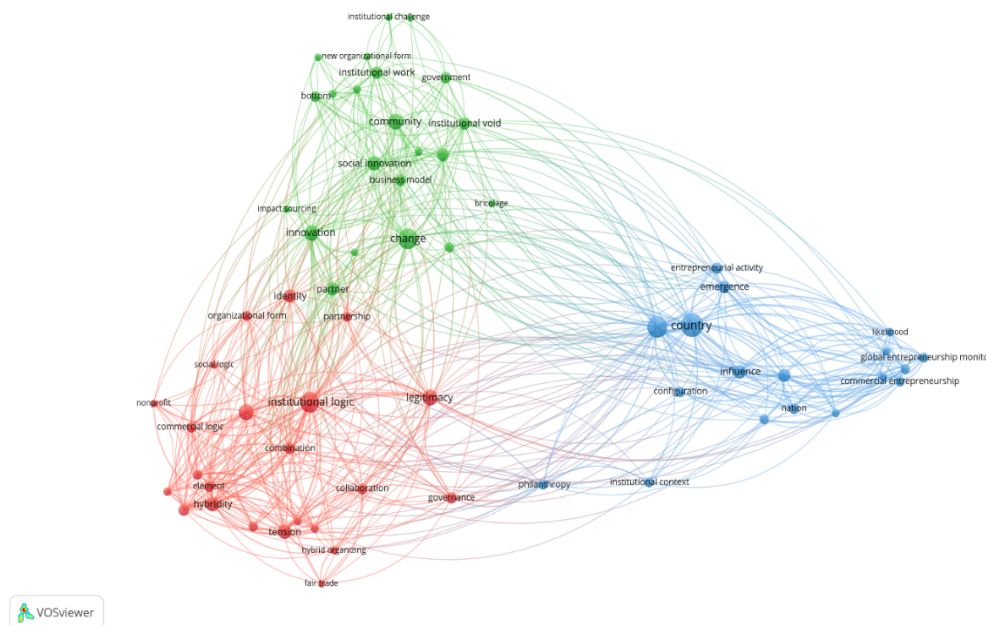 institutional challenge
new organizational form
institutional work
government
bottom
community
institutional void
social innovation
business model
impact sourcing
bricolage
innovation
change
entrepreneurial activity
emergence
partner
identity
organizational form
partnership
country
likelihood
global entrepreneurship monito
social logic
influence
commercial entrepreneurship
configuration
nonprofit
institutional logic
legitimacy
nation
commercial logic
combination
element
collaboration
philanthropy
institutional context
governance
hybridity
tension
hybrid organizing
fair trade
VOSviewer